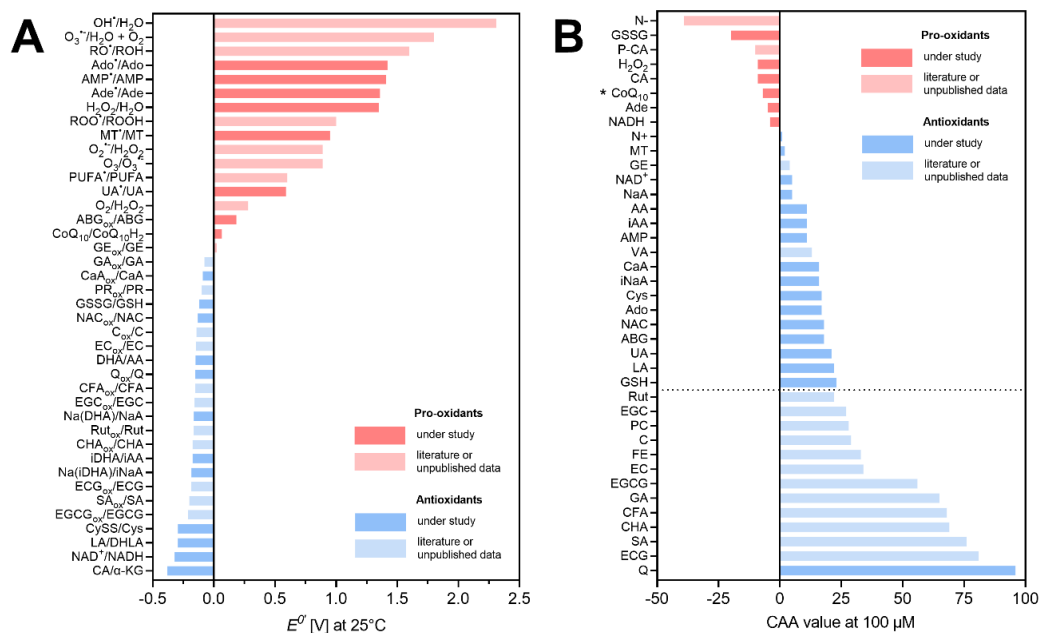 A
OH•/H2O
O3•-/H2O + O2
RO•/ROH
Ado•/Ado
AMP•/AMP
Ade•/Ade
H2O2/H2O
ROO•/ROOH
MT•/MT
O2•-/H2O2
O3/O3•-
PUFA•/PUFA
UA•/UA
O2/H2O2
ABGox/ABG
CoQ10/CoQ10H2
GEox/GE
GAox/GA
CaAox/CaA
PRox/PR
GSSG/GSH
NACox/NAC
Cox/C
ECox/EC
DHA/AA
Qox/Q
CFAox/CFA
EGCox/EGC
Na(DHA)/NaA
Rutox/Rut
CHAox/CHA
iDHA/iAA
Na(iDHA)/iNaA
ECGox/ECG
SAox/SA
EGCGox/EGCG
CySS/Cys
LA/DHLA
NAD+/NADH
CA/α-KG
Pro-oxidants
under study
literature or
unpublished data
Antioxidants
under study
literature or
unpublished data
-0.5 0.0 0.5 1.0 1.5 2.0 2.5
E0' [V] at 25°C
B
N-
GSSG
P-CA
H2O2
CA
* CoQ10
Ade
NADH
N+
MT
GE
NAD+
NaA
AA
iAA
AMP
VA
CaA
iNaA
Cys
Ado
NAC
ABG
UA
LA
GSH
Rut
EGC
PC
C
FE
EC
EGCG
GA
CFA
CHA
SA
ECG
Q
Pro-oxidants
under study
literature or
unpublished data
Antioxidants
under study
literature or
unpublished data
-50 -25 0 25 50 75 100
CAA value at 100 µM